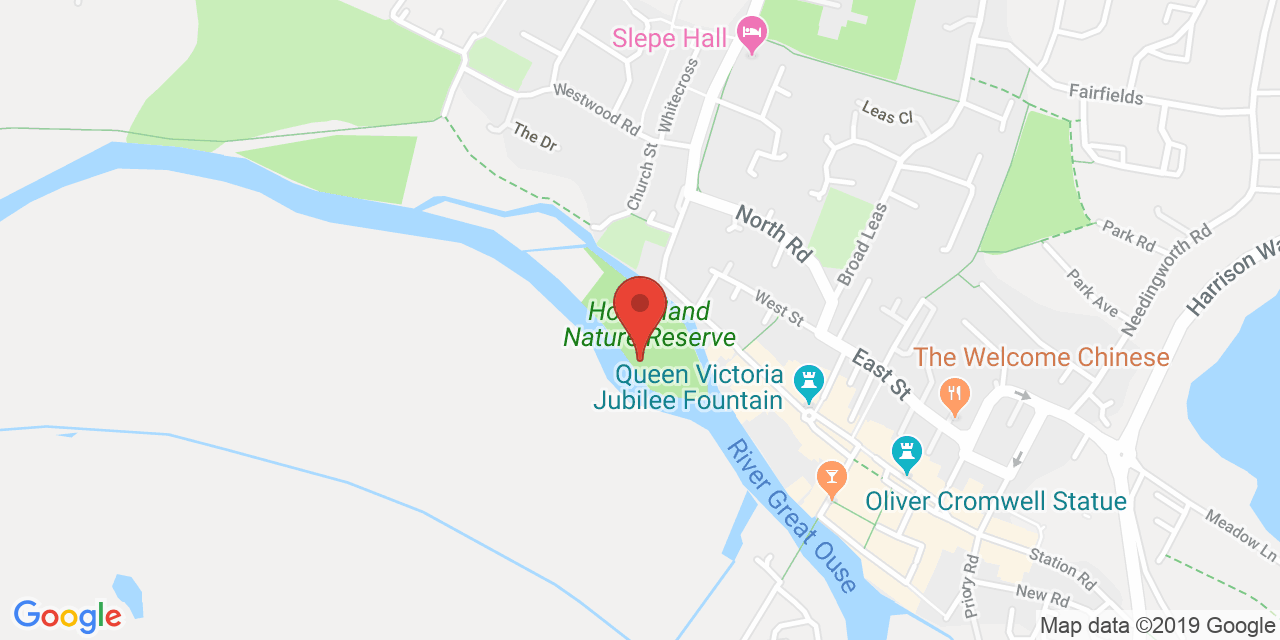 Slepe Hall
Fairfields
Westwood Rd
Whitecross
Leas Cl
The Dr
Church St
North Rd
Broad Leas
Park Rd
Needingworth Rd
Harrison Wa
Park Ave
West St
Nature Reserve
East St
The Welcome Chinese
Queen Victoria
Jubilee Fountain
River Great Ouse
Oliver Cromwell Statue
Meadow Ln
Station Rd
Priory Rd
New Rd
Google
Map data ©2019 Google